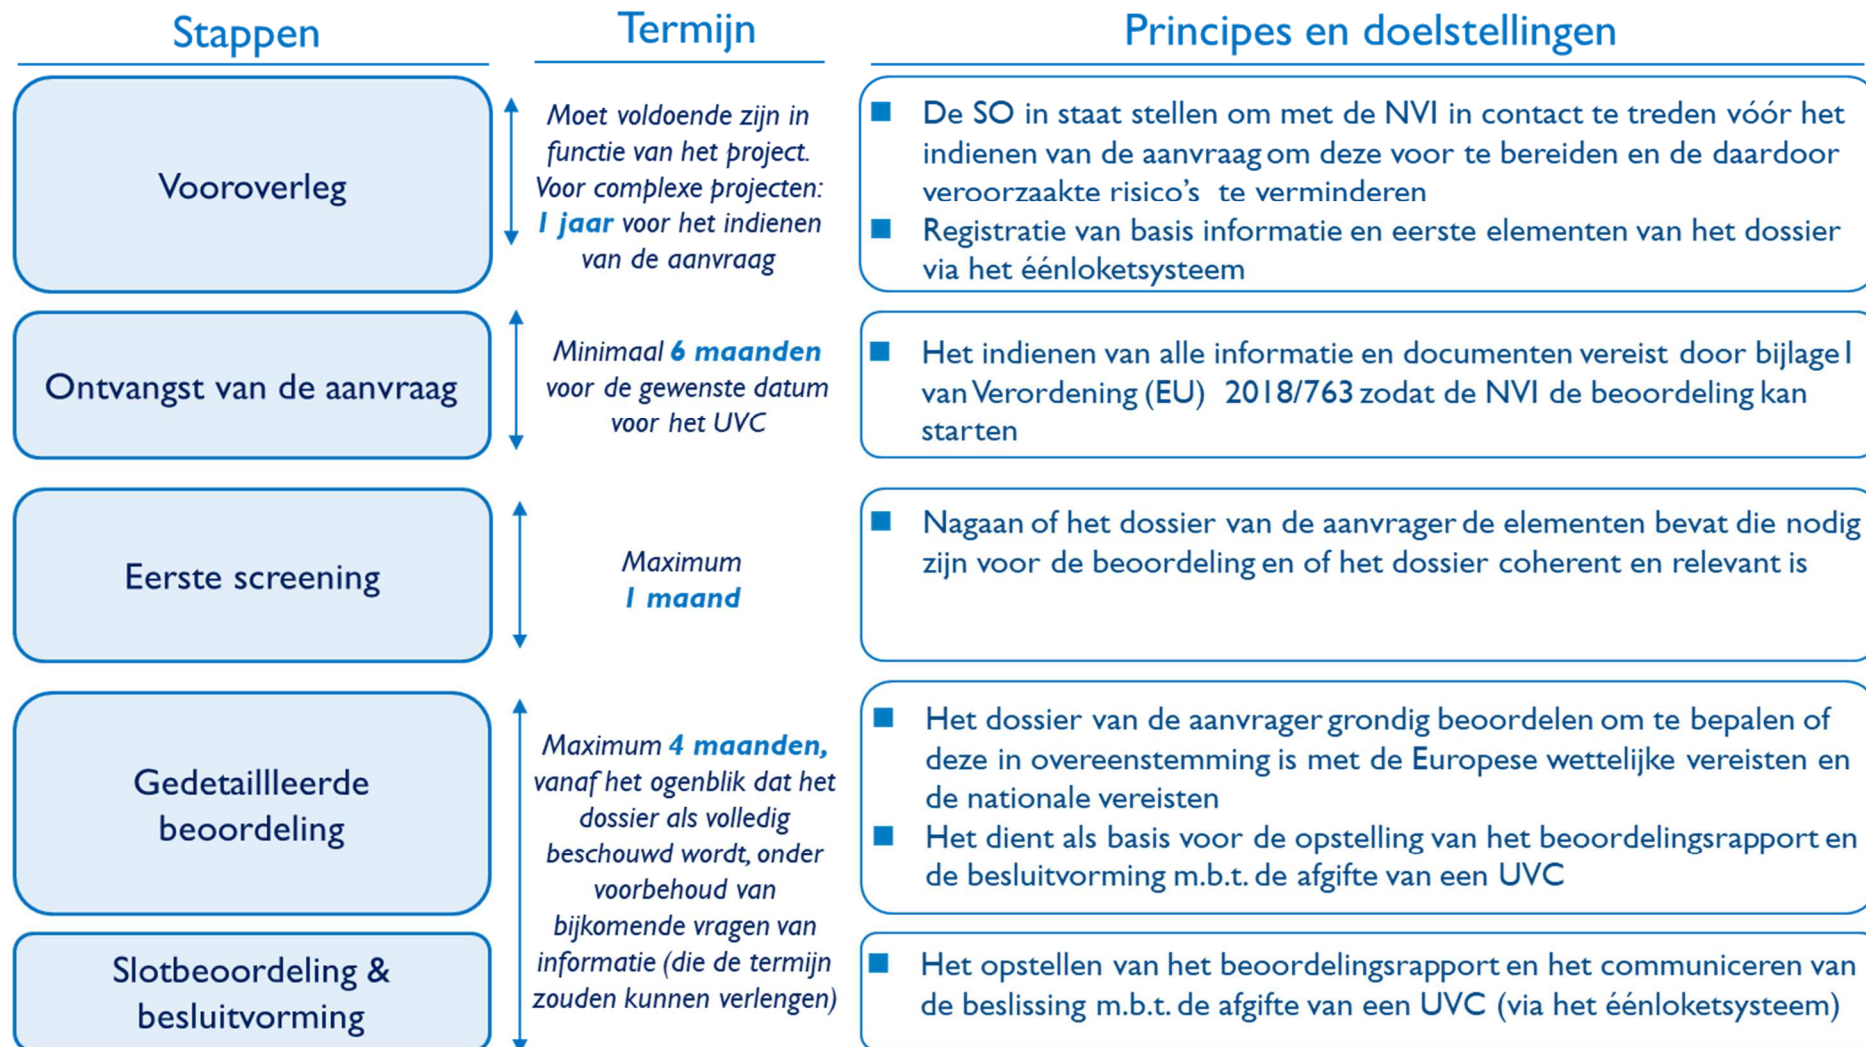 Stappen
Termijn
Principes en doelstellingen
Vooroverleg
Moet voldoende zijn in
functie van het project.
Voor complexe projecten:
1 jaar voor het indienen
van de aanvraag
■ De SO in staat stellen om met de NVI in contact te treden vóór het
indienen van de aanvraag om deze voor te bereiden en de daardoor
veroorzaakte risico's te verminderen
■ Registratie van basis informatie en eerste elementen van het dossier
via het éénloketsysteem
Ontvangst van de aanvraag
Minimaal 6 maanden
voor de gewenste datum
voor het UVC
■ Het indienen van alle informatie en documenten vereist door bijlage I
van Verordening (EU) 2018/763 zodat de NVI de beoordeling kan
starten
Eerste screening
Maximum
1 maand
■ Nagaan of het dossier van de aanvrager de elementen bevat die nodig
zijn voor de beoordeling en of het dossier coherent en relevant is
Gedetaillleerde
beoordeling
Maximum 4 maanden,
vanaf het ogenblik dat het
dossier als volledig
beschouwd wordt, onder
voorbehoud van
bijkomende vragen van
informatie (die de termijn
zouden kunnen verlengen)
■ Het dossier van de aanvrager grondig beoordelen om te bepalen of
deze in overeenstemming is met de Europese wettelijke vereisten en
de nationale vereisten
■ Het dient als basis voor de opstelling van het beoordelingsrapport en
de besluitvorming m.b.t. de afgifte van een UVC
Slotbeoordeling &
besluitvorming
■ Het opstellen van het beoordelingsrapport en het communiceren van
de beslissing m.b.t. de afgifte van een UVC (via het éénloketsysteem)